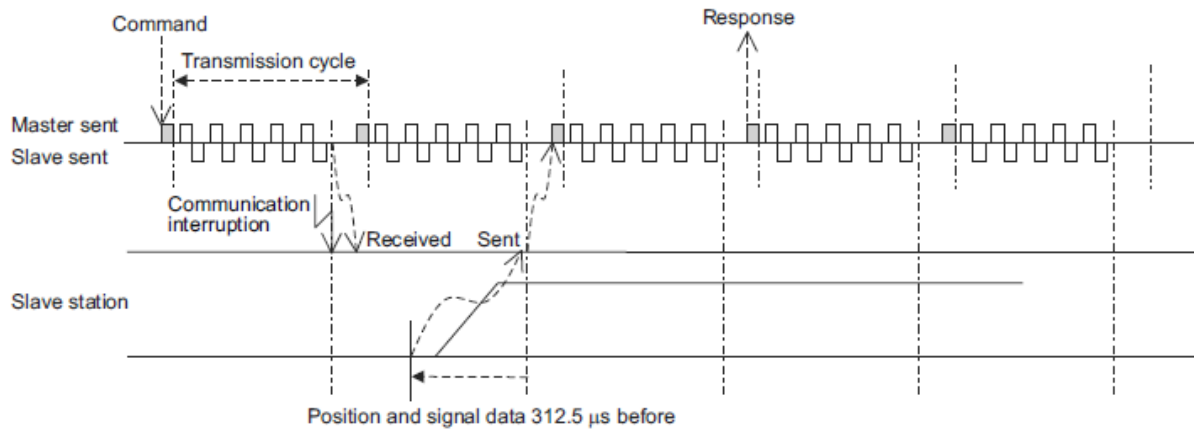 Command
Response
Transmission cycle
Master sent
Slave sent
Communication
interruption
Received
Sent
Slave station
Position and signal data 312.5 μs before